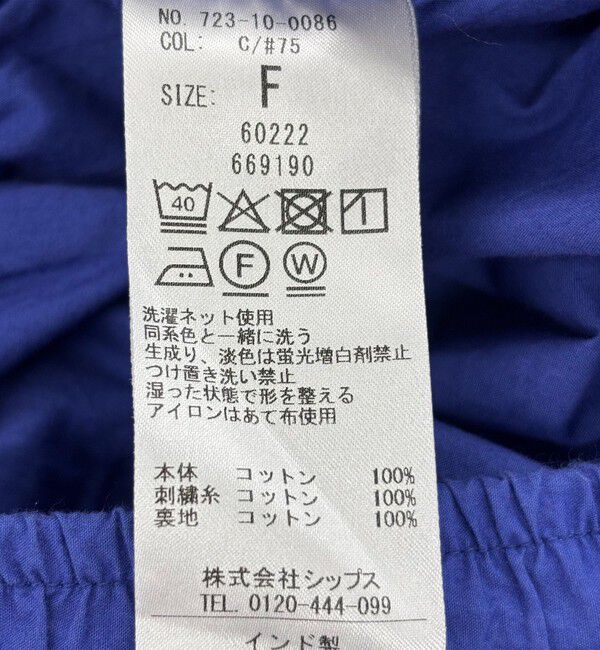 NO. 723-10-0086
COL: C/#75
SIZE: F
60222
669190
40
F W
洗濯ネット使用
同系色と一緒に洗う
生成り、淡色は蛍光増白剤禁止
つけ置き洗い禁止
湿った状態で形を整える
アイロンはあて布使用
本体 コットン 100%
刺繍糸 コットン 100%
裏地 コットン 100%
株式会社シップス
TEL. 0120-444-099
インド製